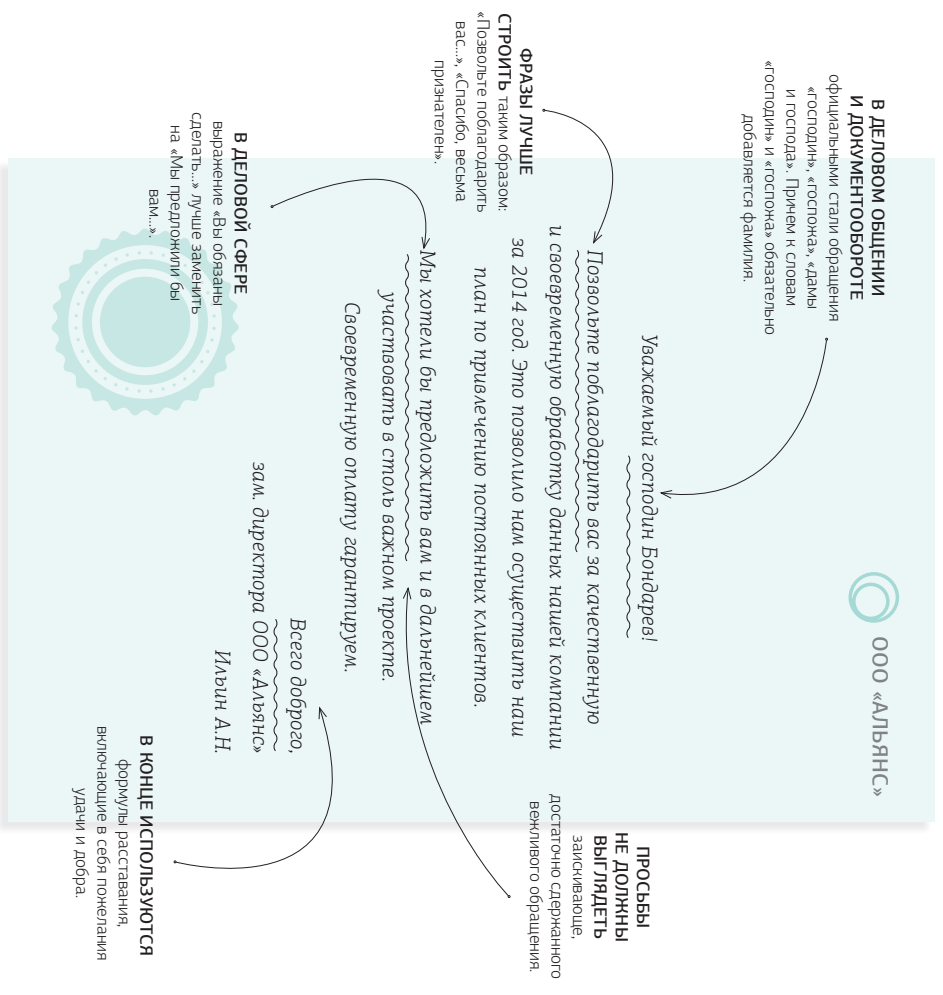 ООО «АЛЬЯНС»
В ДЕЛОВОМ ОБЩЕНИИ
И ДОКУМЕНТООБОРОТЕ
официальными стали обращения
«господин», «госпожа», «дамы
и господа». Причем к словам
«господин» и «госпожа» обязательно
добавляется фамилия.
Уважаемый господин Бондарев!
ФРАЗЫ ЛУЧШЕ
СТРОИТЬ таким образом:
«Позвольте поблагодарить
вас...», «Спасибо, весьма
признателен».
Позвольте поблагодарить вас за качественную
и своевременную обработку данных нашей компании
за 2014 год. Это позволило нам осуществить наш
план по привлечению постоянных клиентов.
Мы хотели бы предложить вам и в дальнейшем
участвовать в столь важном проекте.
Своевременную оплату гарантируем.
ПРОСЬБЫ
НЕ ДОЛЖНЫ
ВЫГЛЯДЕТЬ
заискивающе,
достаточно сдержанного
вежливого обращения.
В ДЕЛОВОЙ СФЕРЕ
выражение «Вы обязаны
сделать...» лучше заменить
на «Мы предложили бы
вам...».
Всего доброго,
зам. директора ООО «Альянс»
Ильин А.Н.
В КОНЦЕ ИСПОЛЬЗУЮТСЯ
формулы расставания,
включающие в себя пожелания
удачи и добра.